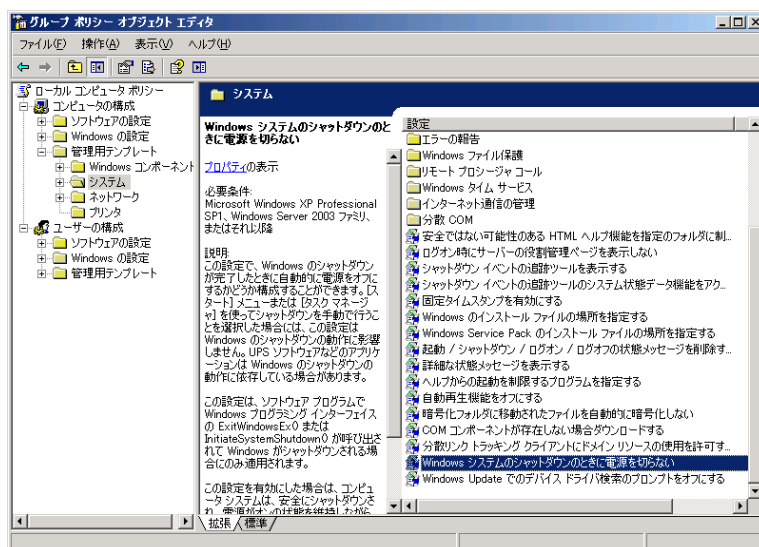 グループ ポリシー オブジェクト エディタ
ファイル(F) 操作(A) 表示(V) ヘルプ(H)
ローカル コンピュータ ポリシー
コンピュータの構成
ソフトウェアの設定
Windows の設定
管理用テンプレート
Windows コンポーネント
システム
ネットワーク
プリンタ
ユーザーの構成
ソフトウェアの設定
Windows の設定
管理用テンプレート
システム
Windows システムのシャットダウンのと
きに電源を切らない
プロパティの表示
必要条件:
Microsoft Windows XP Professional
SP1、Windows Server 2003 ファミリ、
またはそれ以降
説明:
この設定で、Windows のシャットダウン
が完了したときに自動的に電源をオフに
するかどうか構成することができます。[ス
タート] メニューまたは [タスク マネージ
ャ] を使ってシャットダウンを手動で行うこ
とを選択した場合には、この設定は
Windows のシャットダウンの動作に影響
しません。UPS ソフトウェアなどのアプリケ
ーションは Windows のシャットダウンの
動作に依存している場合があります。
この設定は、ソフトウェア プログラムで
Windows プログラミング インターフェイス
の ExitWindowsEx() または
InitiateSystemShutdown() が呼び出さ
れて Windows がシャットダウンされる場
合にのみ適用されます。
この設定を有効にした場合は、コンピュ
ータ システムは、安全にシャットダウンさ
れ、電源がオンの状態を維持しながら
設定
エラーの報告
Windows ファイル保護
リモート プロシージャ コール
Windows タイム サービス
インターネット通信の管理
分散 COM
安全ではない可能性のある HTML ヘルプ機能を指定のフォルダに制...
ログオン時にサーバーの役割管理ページを表示しない
シャットダウン イベントの追跡ツールを表示する
シャットダウン イベントの追跡ツールのシステム状態データ機能をアク...
固定タイムスタンプを有効にする
Windows のインストール ファイルの場所を指定する
Windows Service Pack のインストール ファイルの場所を指定する
起動 / シャットダウン / ログオン / ログオフの状態メッセージを削除す...
詳細な状態メッセージを表示する
ヘルプからの起動を制限するプログラムを指定する
自動再生機能をオフにする
暗号化フォルダに移動されたファイルを自動的に暗号化しない
COM コンポーネントが存在しない場合ダウンロードする
分散リンク トラッキング クライアントにドメイン リソースの使用を許可す...
Windows システムのシャットダウンのときに電源を切らない
Windows Update でのデバイス ドライバ検索のプロンプトをオフにする
拡張 標準